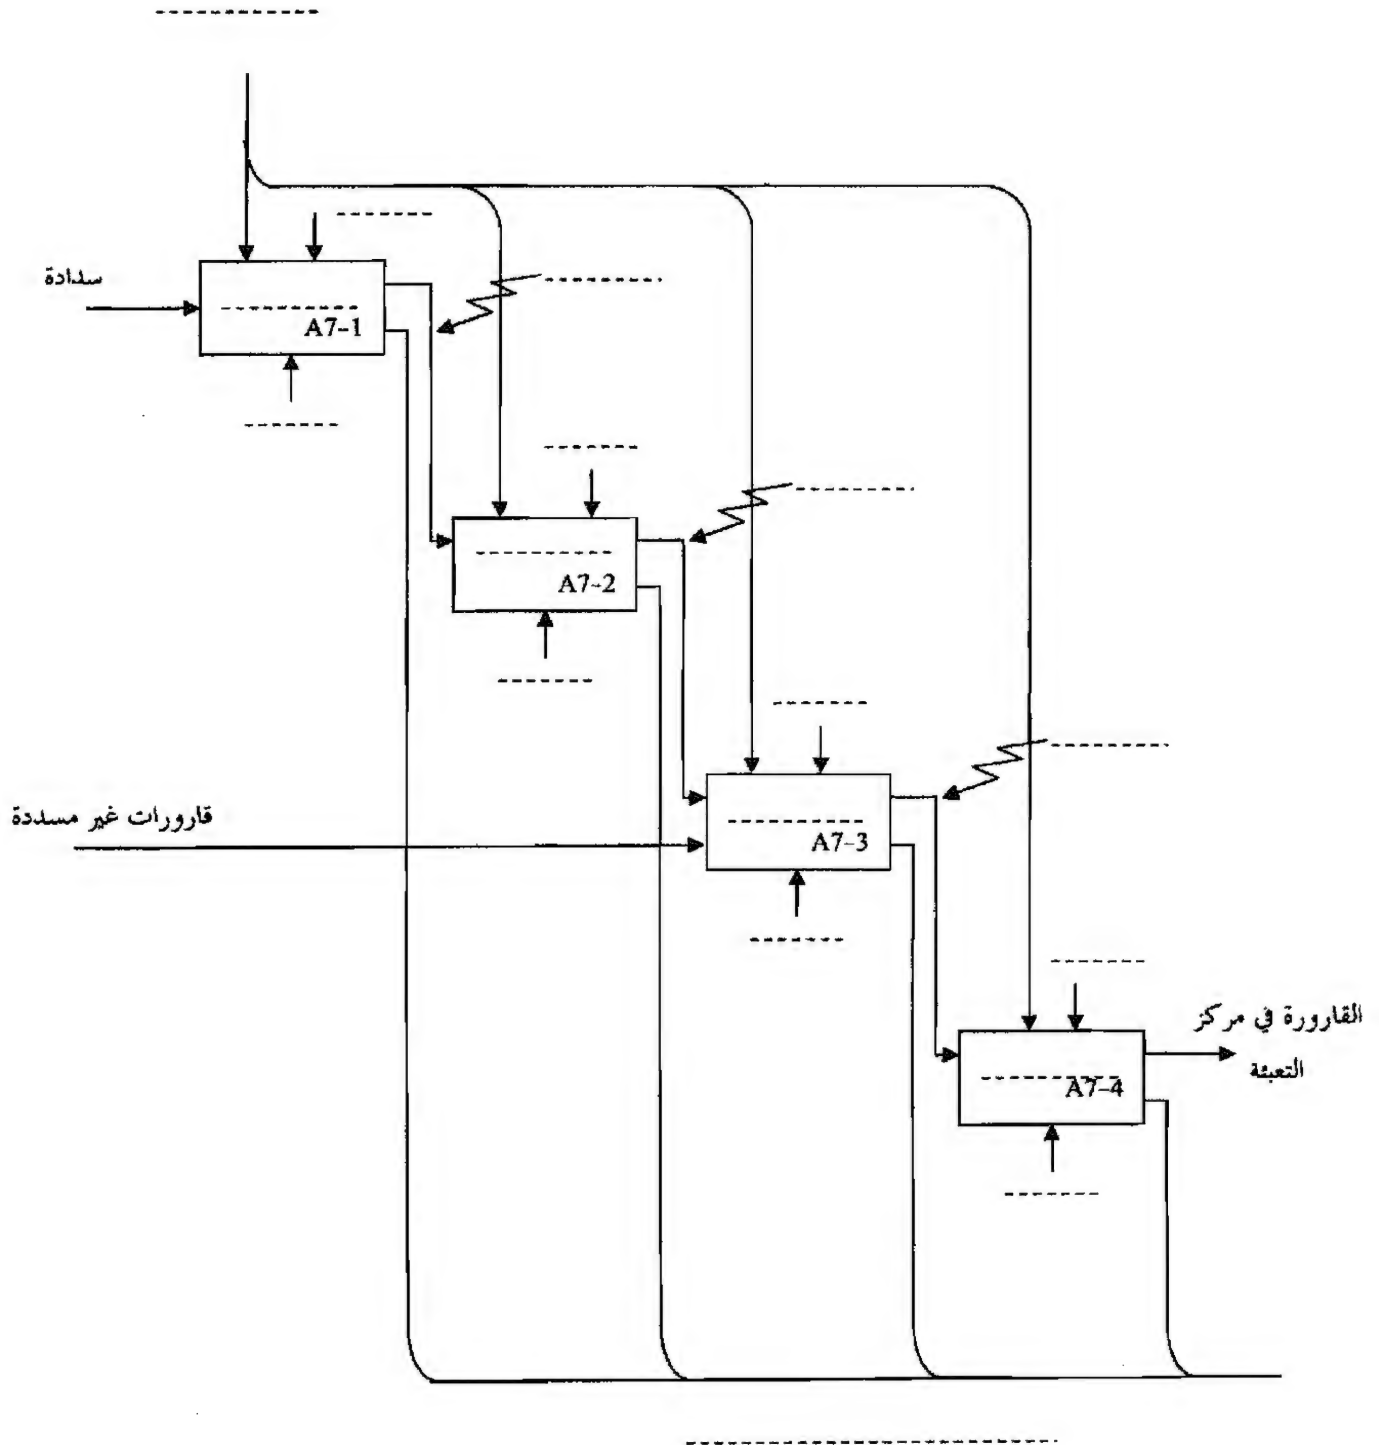 سدادة
A7-1
A7-2
قارورات غير مسددة
A7-3
القارورة في مركز
التعبئة
A7-4